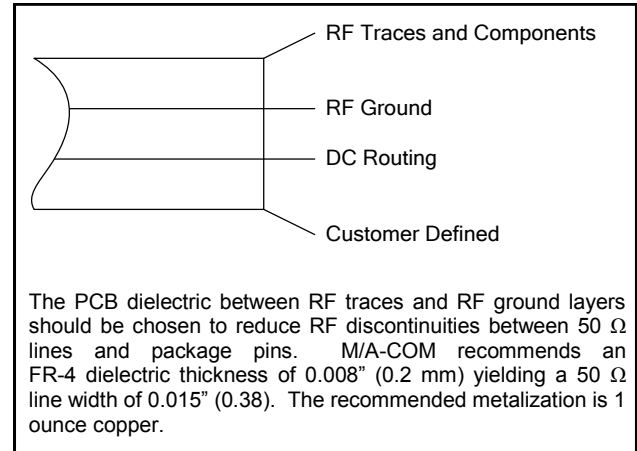 RF Traces and Components
RF Ground
DC Routing
Customer Defined
The PCB dielectric between RF traces and RF ground layers
should be chosen to reduce RF discontinuities between 50 Ω
lines and package pins. M/A-COM recommends an
FR-4 dielectric thickness of 0.008” (0.2 mm) yielding a 50 Ω
line width of 0.015” (0.38). The recommended metalization is 1
ounce copper.